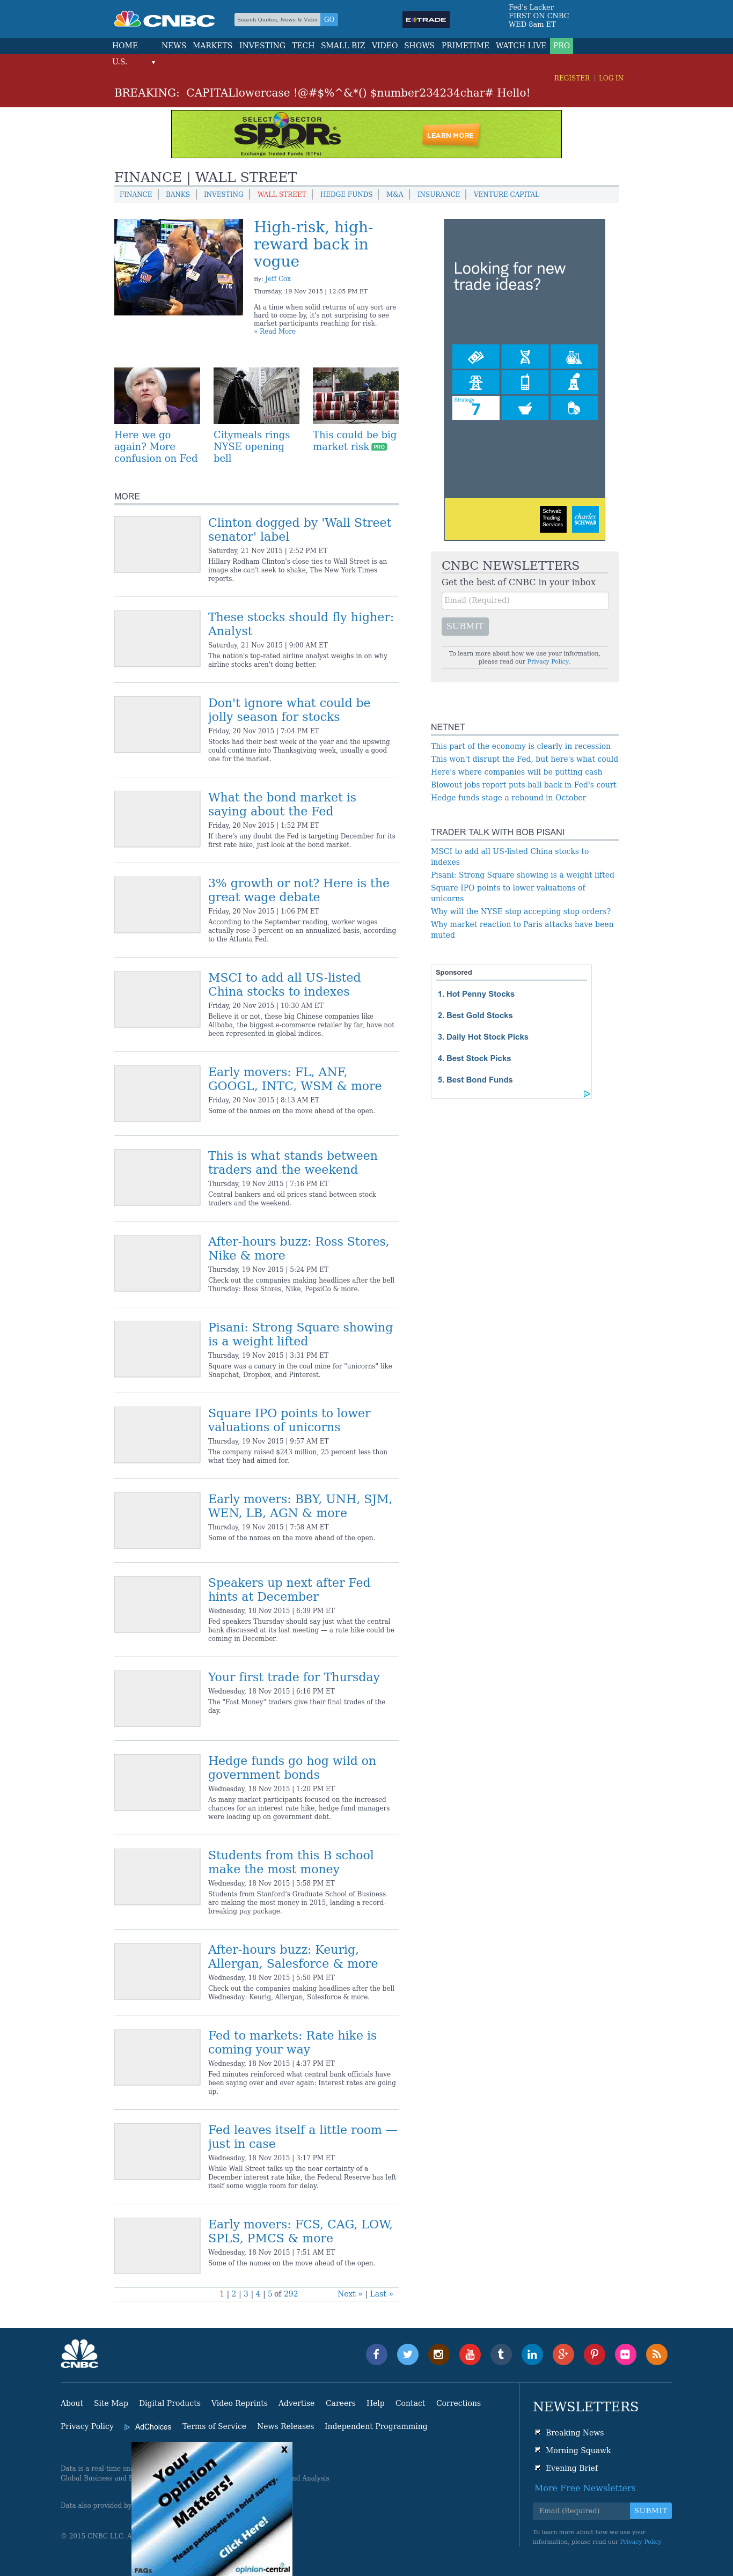 CNBC
Search Quotes, News & Video GO
E*TRADE
Fed's Lacker
FIRST ON CNBC
WED 8am ET
HOME NEWS MARKETS INVESTING TECH SMALL BIZ VIDEO SHOWS PRIMETIME WATCH LIVE PRO
U.S.
REGISTER | LOG IN
BREAKING: CAPITALlowercase !@#$%^&*() $number234234char# Hello!
SELECT SECTOR
SPDRs
Exchange Traded Funds (ETFs)
LEARN MORE
FINANCE | WALL STREET
FINANCE | BANKS | INVESTING | WALL STREET | HEDGE FUNDS | M&A | INSURANCE | VENTURE CAPITAL
High-risk, high-
reward back in
vogue
By: Jeff Cox
Thursday, 19 Nov 2015 | 12:05 PM ET
At a time when solid returns of any sort are
hard to come by, it's not surprising to see
market participants reaching for risk.
» Read More
Here we go
again? More
confusion on Fed
Citymeals rings
NYSE opening
bell
This could be big
market risk PRO
MORE
Clinton dogged by 'Wall Street
senator' label
Saturday, 21 Nov 2015 | 2:52 PM ET
Hillary Rodham Clinton's close ties to Wall Street is an
image she can't seek to shake, The New York Times
reports.
These stocks should fly higher:
Analyst
Saturday, 21 Nov 2015 | 9:00 AM ET
The nation's top-rated airline analyst weighs in on why
airline stocks aren't doing better.
Don't ignore what could be
jolly season for stocks
Friday, 20 Nov 2015 | 7:04 PM ET
Stocks had their best week of the year and the upswing
could continue into Thanksgiving week, usually a good
one for the market.
What the bond market is
saying about the Fed
Friday, 20 Nov 2015 | 1:52 PM ET
If there's any doubt the Fed is targeting December for its
first rate hike, just look at the bond market.
3% growth or not? Here is the
great wage debate
Friday, 20 Nov 2015 | 1:06 PM ET
According to the September reading, worker wages
actually rose 3 percent on an annualized basis, according
to the Atlanta Fed.
MSCI to add all US-listed
China stocks to indexes
Friday, 20 Nov 2015 | 10:30 AM ET
Believe it or not, these big Chinese companies like
Alibaba, the biggest e-commerce retailer by far, have not
been represented in global indices.
Early movers: FL, ANF,
GOOGL, INTC, WSM & more
Friday, 20 Nov 2015 | 8:13 AM ET
Some of the names on the move ahead of the open.
This is what stands between
traders and the weekend
Thursday, 19 Nov 2015 | 7:16 PM ET
Central bankers and oil prices stand between stock
traders and the weekend.
After-hours buzz: Ross Stores,
Nike & more
Thursday, 19 Nov 2015 | 5:24 PM ET
Check out the companies making headlines after the bell
Thursday: Ross Stores, Nike, PepsiCo & more.
Pisani: Strong Square showing
is a weight lifted
Thursday, 19 Nov 2015 | 3:31 PM ET
Square was a canary in the coal mine for "unicorns" like
Snapchat, Dropbox, and Pinterest.
Square IPO points to lower
valuations of unicorns
Thursday, 19 Nov 2015 | 9:57 AM ET
The company raised $243 million, 25 percent less than
what they had aimed for.
Early movers: BBY, UNH, SJM,
WEN, LB, AGN & more
Thursday, 19 Nov 2015 | 7:58 AM ET
Some of the names on the move ahead of the open.
Speakers up next after Fed
hints at December
Wednesday, 18 Nov 2015 | 6:39 PM ET
Fed speakers Thursday should say just what the central
bank discussed at its last meeting — a rate hike could be
coming in December.
Your first trade for Thursday
Wednesday, 18 Nov 2015 | 6:16 PM ET
The "Fast Money" traders give their final trades of the
day.
Hedge funds go hog wild on
government bonds
Wednesday, 18 Nov 2015 | 1:20 PM ET
As many market participants focused on the increased
chances for an interest rate hike, hedge fund managers
were loading up on government debt.
Students from this B school
make the most money
Wednesday, 18 Nov 2015 | 5:58 PM ET
Students from Stanford's Graduate School of Business
are making the most money in 2015, landing a record-
breaking pay package.
After-hours buzz: Keurig,
Allergan, Salesforce & more
Wednesday, 18 Nov 2015 | 5:50 PM ET
Check out the companies making headlines after the bell
Wednesday: Keurig, Allergan, Salesforce & more.
Fed to markets: Rate hike is
coming your way
Wednesday, 18 Nov 2015 | 4:37 PM ET
Fed minutes reinforced what central bank officials have
been saying over and over again: Interest rates are going
up.
Fed leaves itself a little room —
just in case
Wednesday, 18 Nov 2015 | 3:17 PM ET
While Wall Street talks up the near certainty of a
December interest rate hike, the Federal Reserve has left
itself some wiggle room for delay.
Early movers: FCS, CAG, LOW,
SPLS, PMCS & more
Wednesday, 18 Nov 2015 | 7:51 AM ET
Some of the names on the move ahead of the open.
1 | 2 | 3 | 4 | 5 of 292 Next » | Last »
Looking for new
trade ideas?
Strategy
7
Schwab
Trading
Services
charles
SCHWAB
CNBC NEWSLETTERS
Get the best of CNBC in your inbox
Email (Required)
SUBMIT
To learn more about how we use your information,
please read our Privacy Policy.
NETNET
This part of the economy is clearly in recession
This won't disrupt the Fed, but here's what could
Here's where companies will be putting cash
Blowout jobs report puts ball back in Fed's court
Hedge funds stage a rebound in October
TRADER TALK WITH BOB PISANI
MSCI to add all US-listed China stocks to
indexes
Pisani: Strong Square showing is a weight lifted
Square IPO points to lower valuations of
unicorns
Why will the NYSE stop accepting stop orders?
Why market reaction to Paris attacks have been
muted
Sponsored
1. Hot Penny Stocks
2. Best Gold Stocks
3. Daily Hot Stock Picks
4. Best Stock Picks
5. Best Bond Funds
CNBC
About Site Map Digital Products Video Reprints Advertise Careers Help Contact Corrections
Privacy Policy AdChoices Terms of Service News Releases Independent Programming
Data is a real-time
Global Business and nd Analysis
Data also provided by
© 2015 CNBC LLC.
X
Your
Opinion
Matters!
Please participate in a brief survey.
Click Here!
FAQs
opinion-central
NEWSLETTERS
Breaking News
Morning Squawk
Evening Brief
More Free Newsletters
Email (Required) SUBMIT
To learn more about how we use your
information, please read our Privacy Policy